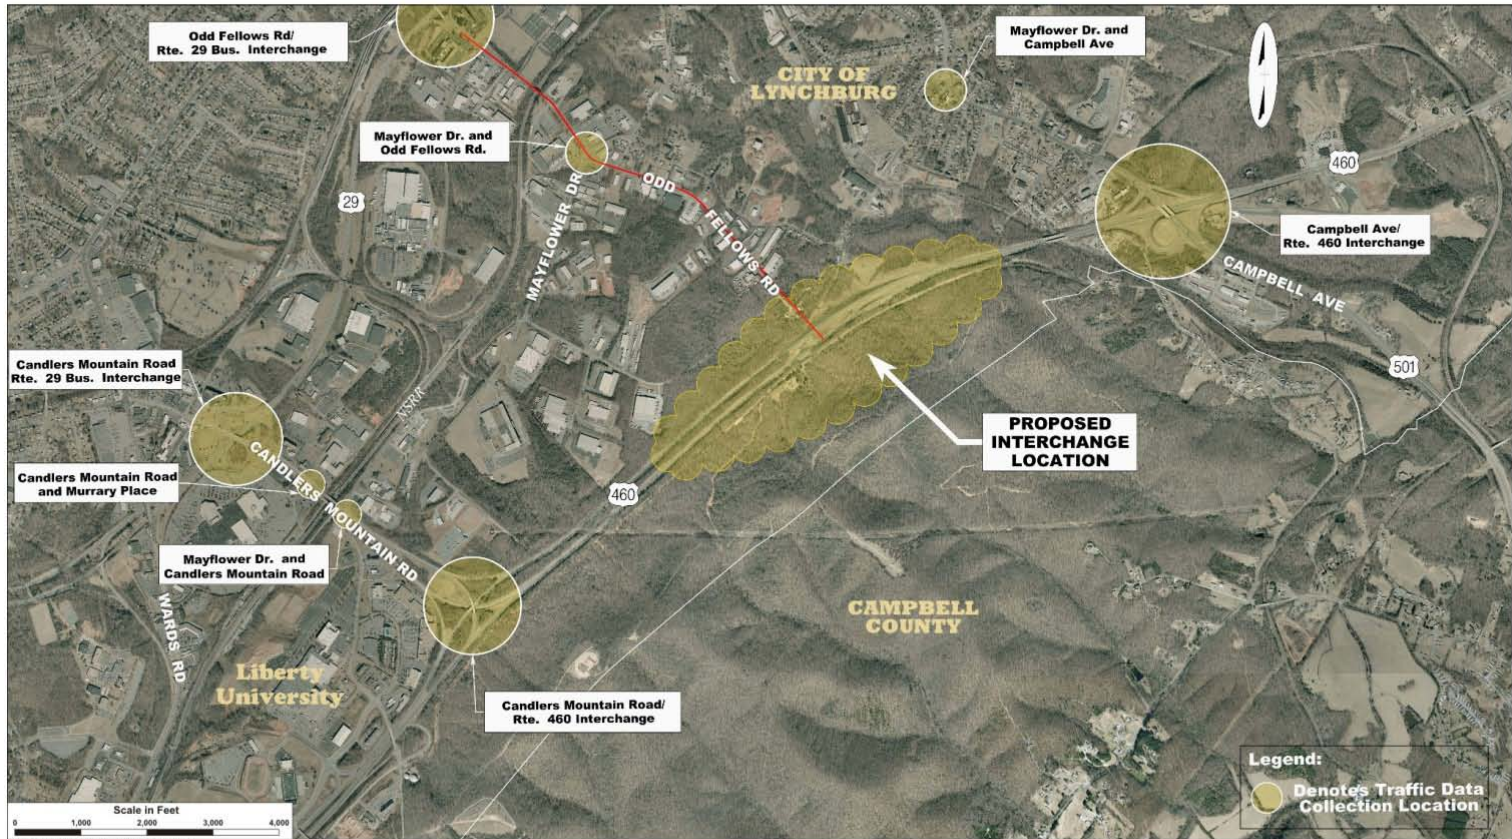 Odd Fellows Rd/
Rte. 29 Bus. Interchange
Mayflower Dr. and
Campbell Ave
CITY OF
LYNCHBURG
Mayflower Dr. and
Odd Fellows Rd.
460
ODD
FELLOWS RD
29
MAYFLOWER DR
Campbell Ave/
Rte. 460 Interchange
CAMPBELL AVE
Candlers Mountain Road
Rte. 29 Bus. Interchange
501
NSRR
PROPOSED
INTERCHANGE
LOCATION
CANDLERS MOUNTAIN RD
Candlers Mountain Road
and Murrary Place
460
Mayflower Dr. and
Candlers Mountain Road
WARDS RD
CAMPBELL
COUNTY
Liberty
University
Candlers Mountain Road/
Rte. 460 Interchange
Legend:
Denotes Traffic Data
Collection Location
Scale in Feet
0 1,000 2,000 3,000 4,000